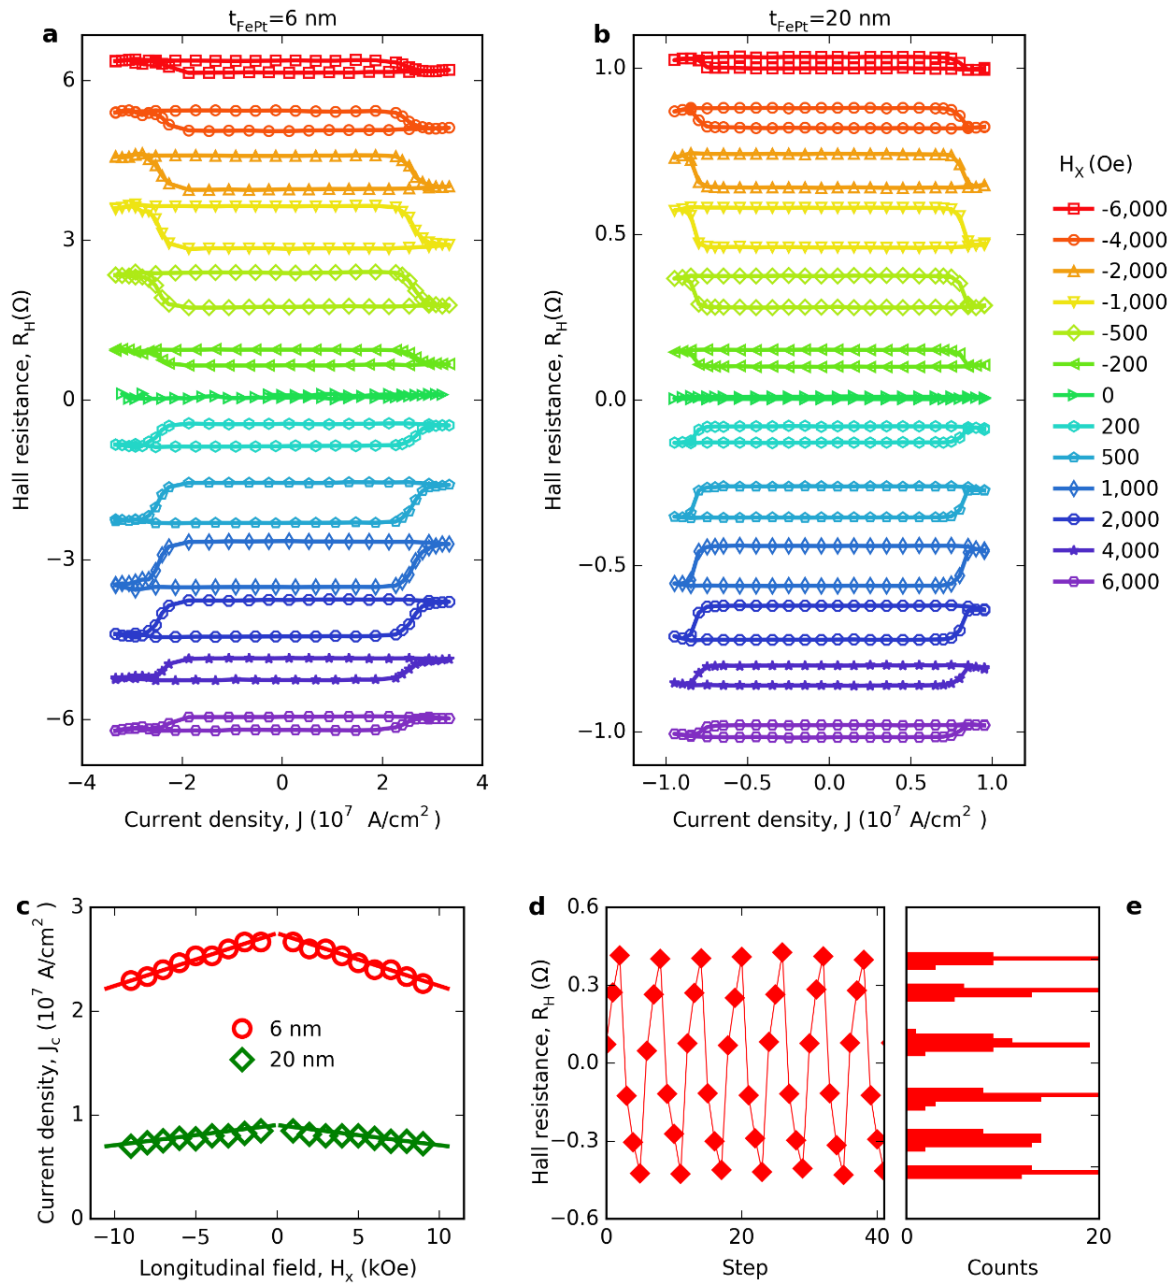 a
t_FePt=6 nm
6
3
0
−3
−6
−4
−2
0
2
4
Hall resistance, R_H(Ω)
Current density, J (10^7 A/cm^2)
b
t_FePt=20 nm
1.0
0.5
0.0
−0.5
−1.0
−1.0
−0.5
0.0
0.5
1.0
Hall resistance, R_H(Ω)
Current density, J (10^7 A/cm^2)
H_X (Oe)
-6,000
-4,000
-2,000
-1,000
-500
-200
0
200
500
1,000
2,000
4,000
6,000
c
3
2
1
0
−10
−5
0
5
10
Current density, J_c (10^7 A/cm^2)
Longitudinal field, H_x (kOe)
6 nm
20 nm
d
0.6
0.3
0.0
−0.3
−0.6
0
20
40
Hall resistance, R_H (Ω)
Step
e
0
20
Counts